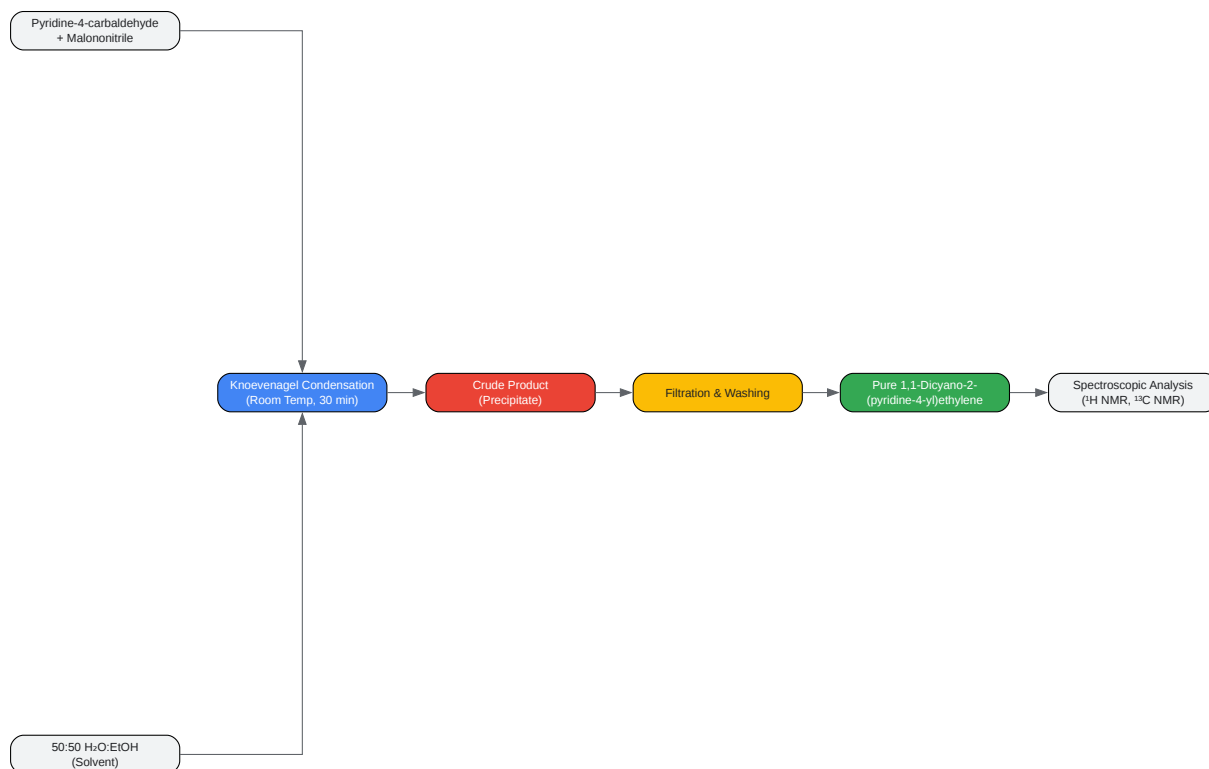 Pyridine-4-carbaldehyde
+ Malononitrile
Knoevenagel Condensation
(Room Temp, 30 min)
Crude Product
(Precipitate)
Filtration & Washing
Pure 1,1-Dicyano-2-
(pyridine-4-yl)ethylene
Spectroscopic Analysis
(¹H NMR, ¹³C NMR)
50:50 H₂O:EtOH
(Solvent)